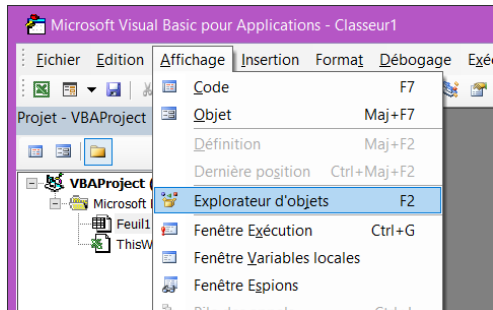 Microsoft Visual Basic pour Applications - Classeur1
Fichier Edition Affichage Insertion Format Débogage Exéc
Code F7
Projet - VBAProject
Objet Maj+F7
Définition Maj+F2
Dernière position Ctrl+Maj+F2
VBAProject (
Explorateur d'objets F2
Microsoft
Feuil1
Fenêtre Exécution Ctrl+G
ThisW
Fenêtre Variables locales
Fenêtre Espions